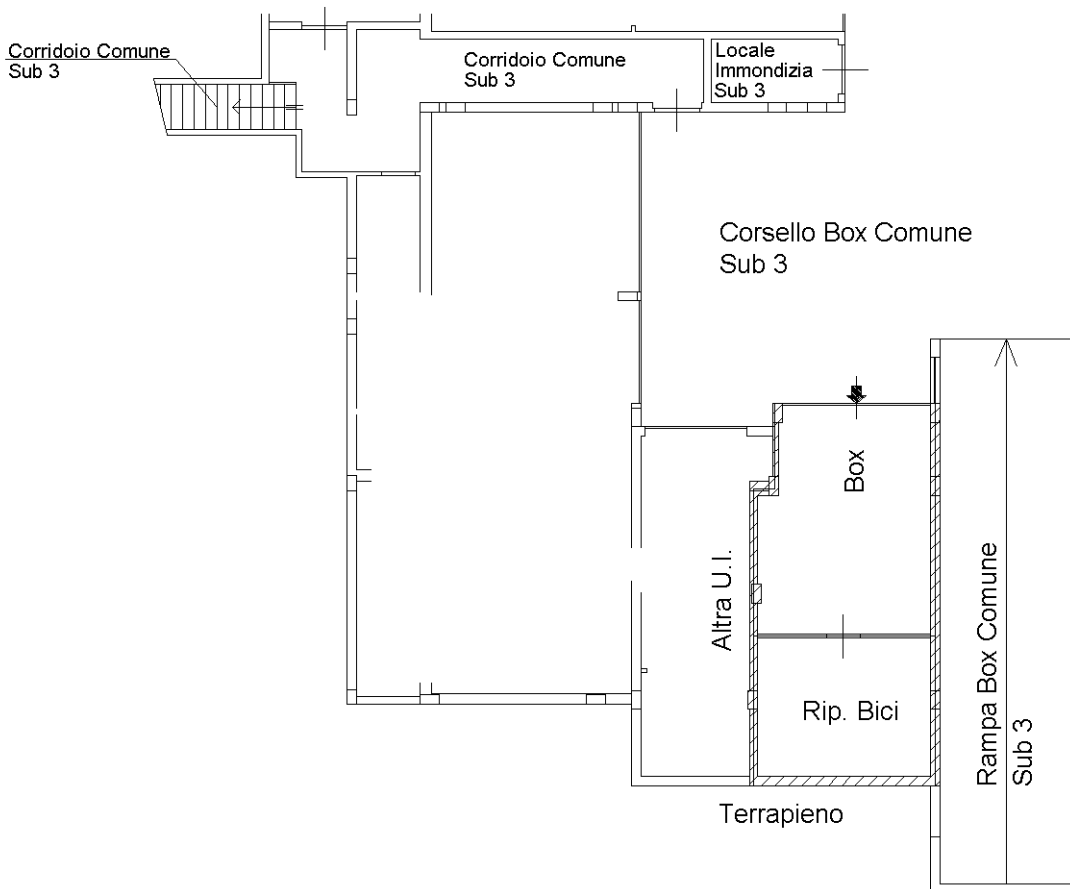 Corridoio Comune
Sub 3
Corridoio Comune
Sub 3
Locale
Immondizia
Sub 3
Corsello Box Comune
Sub 3
Box
Altra U.I.
Rip. Bici
Rampa Box Comune
Sub 3
Terrapieno